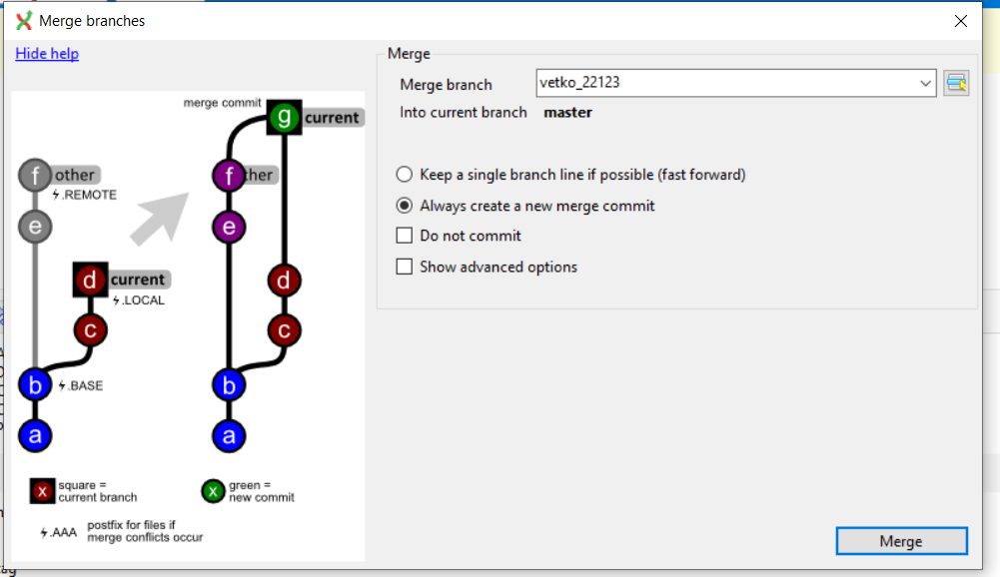 Merge branches
Hide help
Merge
Merge branch
vetko_22123
Into current branch master
Keep a single branch line if possible (fast forward)
Always create a new merge commit
Do not commit
Show advanced options
Merge
merge commit
g current
f other
.REMOTE
e
d current
.LOCAL
c
b .BASE
a
f ther
e
d
c
b
a
x square =
current branch
x green =
new commit
.AAA postfix for files if
merge conflicts occur